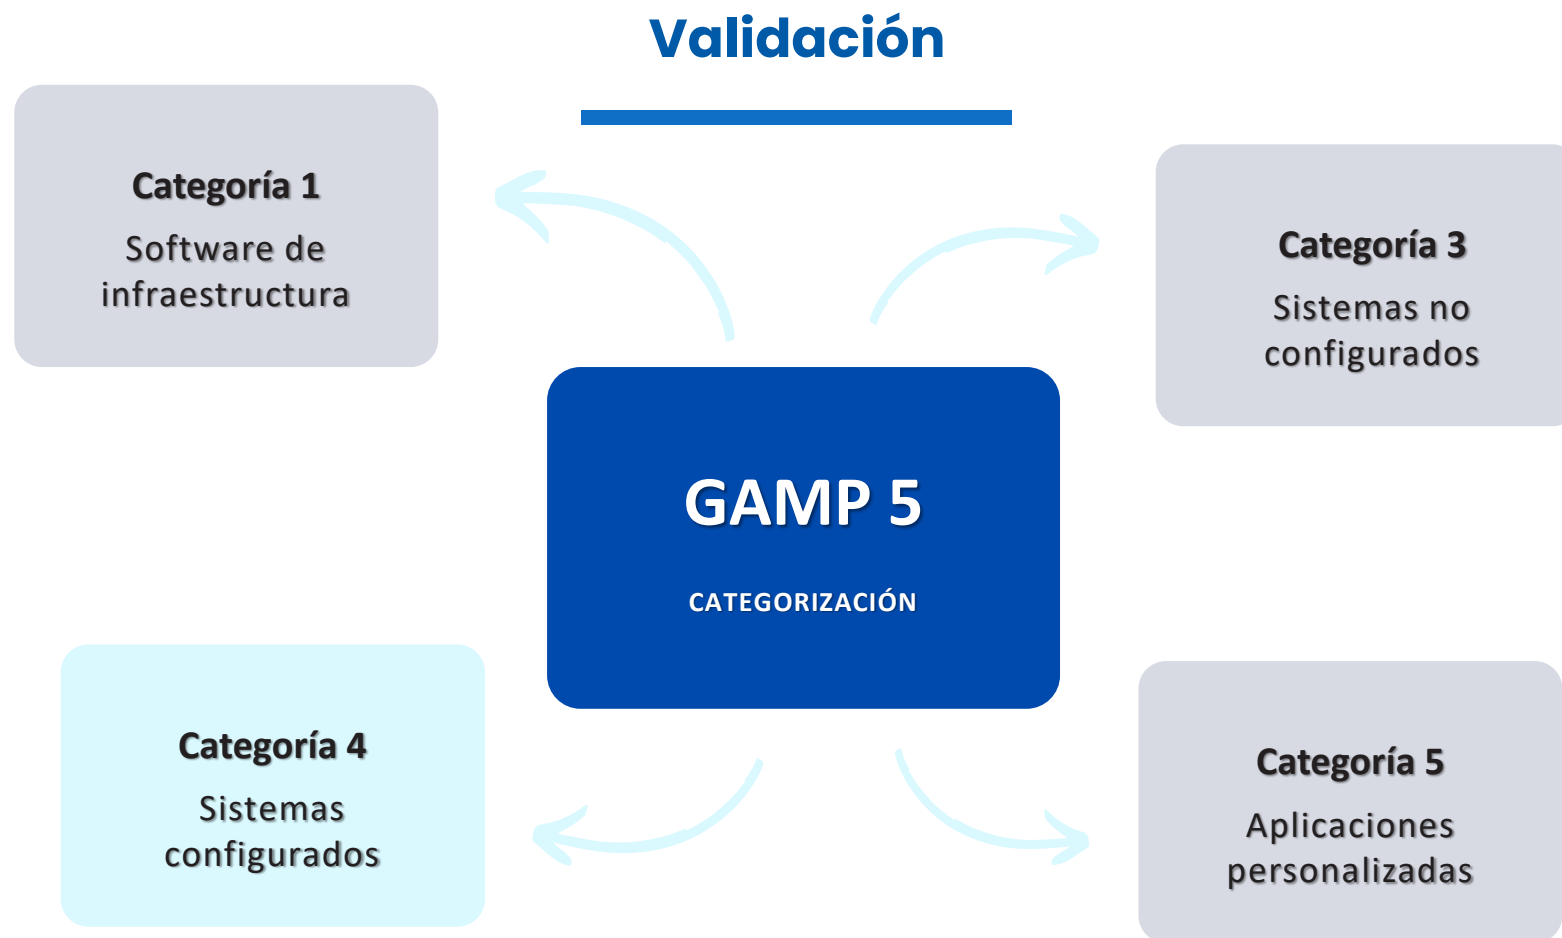 Validación
Categoría 1
Software de
infraestructura
Categoría 3
Sistemas no
configurados
GAMP 5
CATEGORIZACIÓN
Categoría 4
Sistemas
configurados
Categoría 5
Aplicaciones
personalizadas